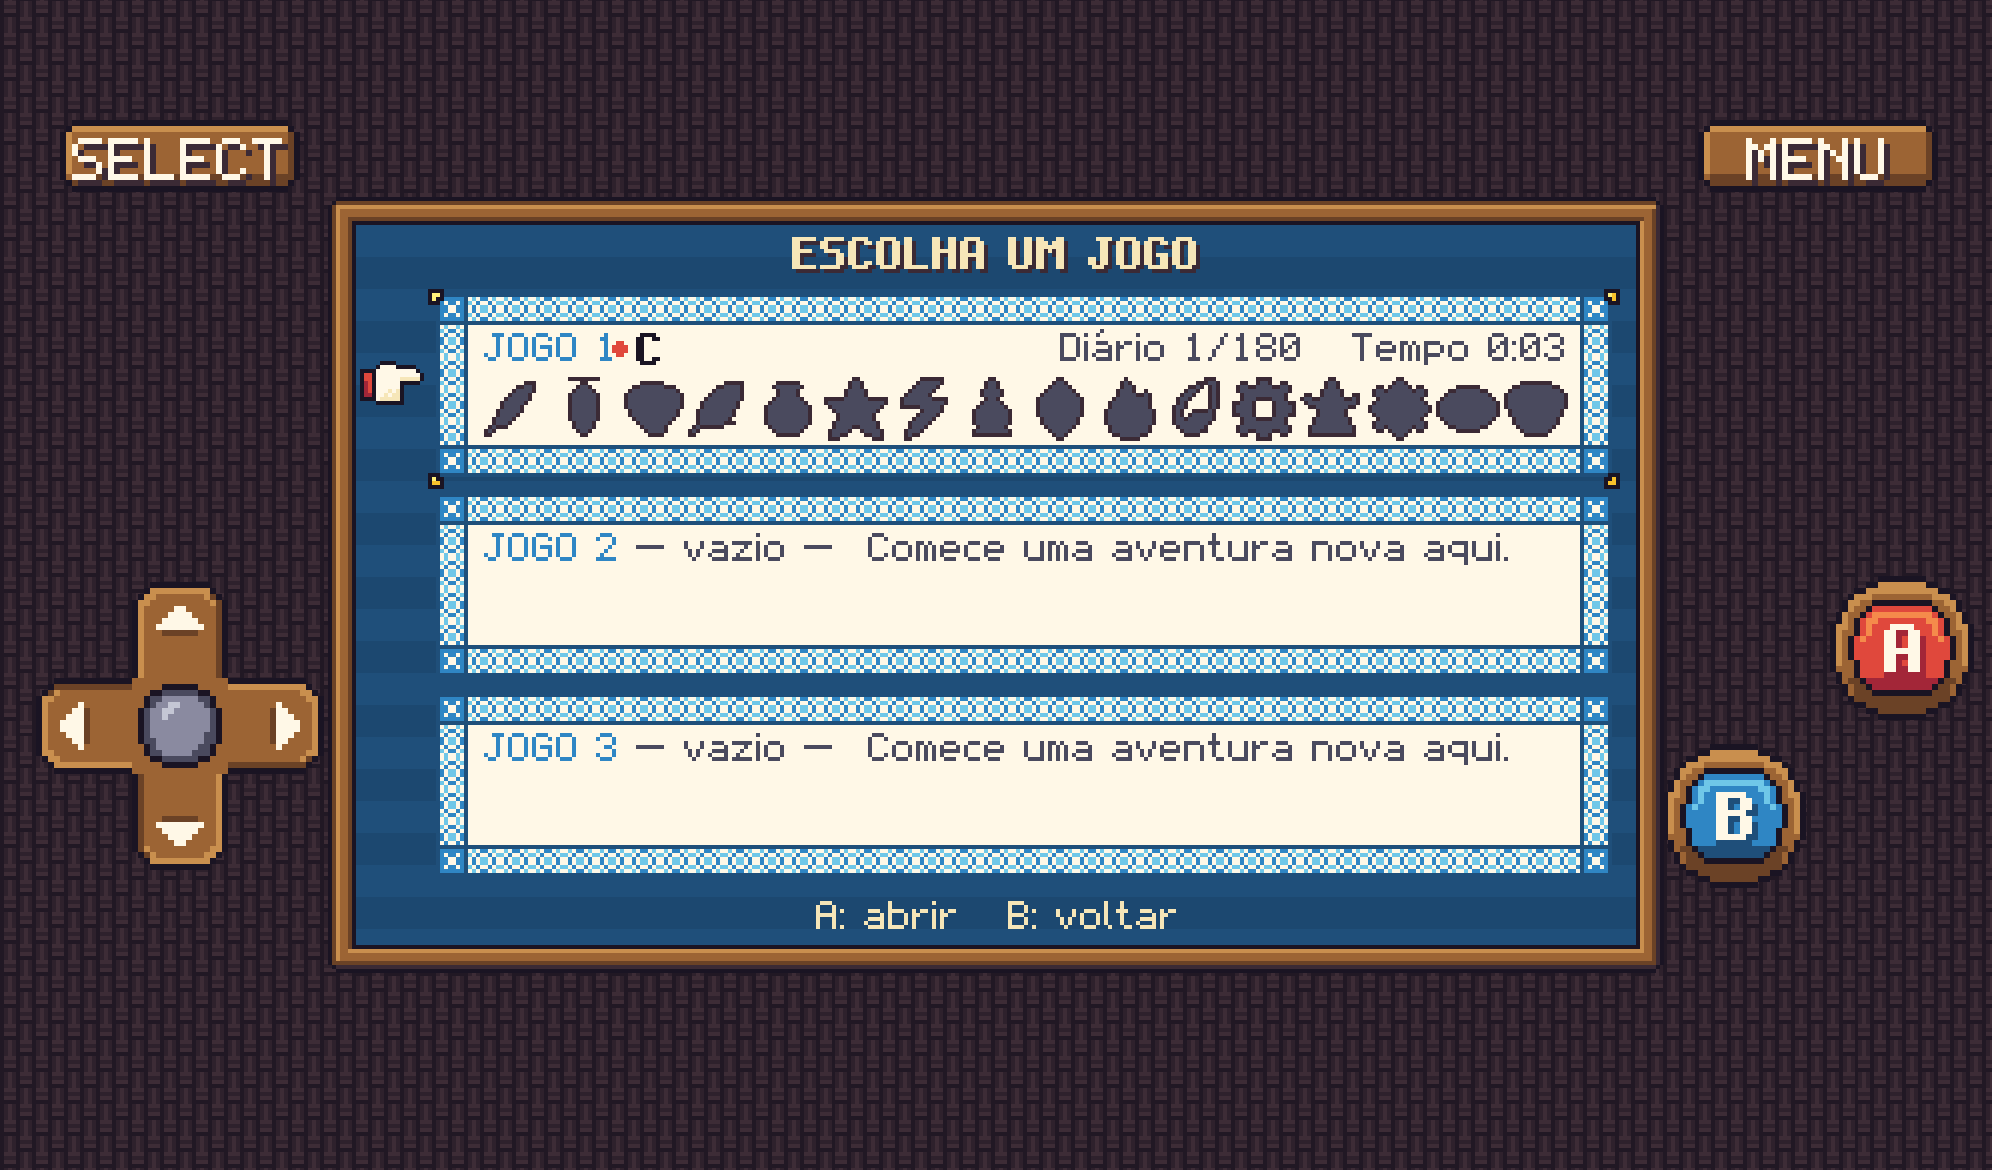 SELECT
MENU
ESCOLHA UM JOGO
JOGO 1 C Diário 1/180 Tempo 0:03
JOGO 2 — vazio — Comece uma aventura nova aqui.
JOGO 3 — vazio — Comece uma aventura nova aqui.
A
B
A: abrir B: voltar